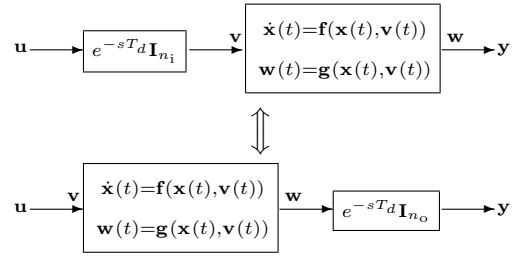 u v w y
e^{-sT_d} I_{n_i}
ẋ(t)=f(x(t),v(t))
w(t)=g(x(t),v(t))
⇕
u v w y
ẋ(t)=f(x(t),v(t))
w(t)=g(x(t),v(t))
e^{-sT_d} I_{n_o}